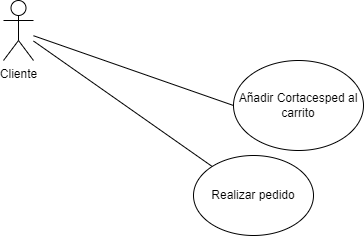 Cliente
Añadir Cortacesped al
carrito
Realizar pedido